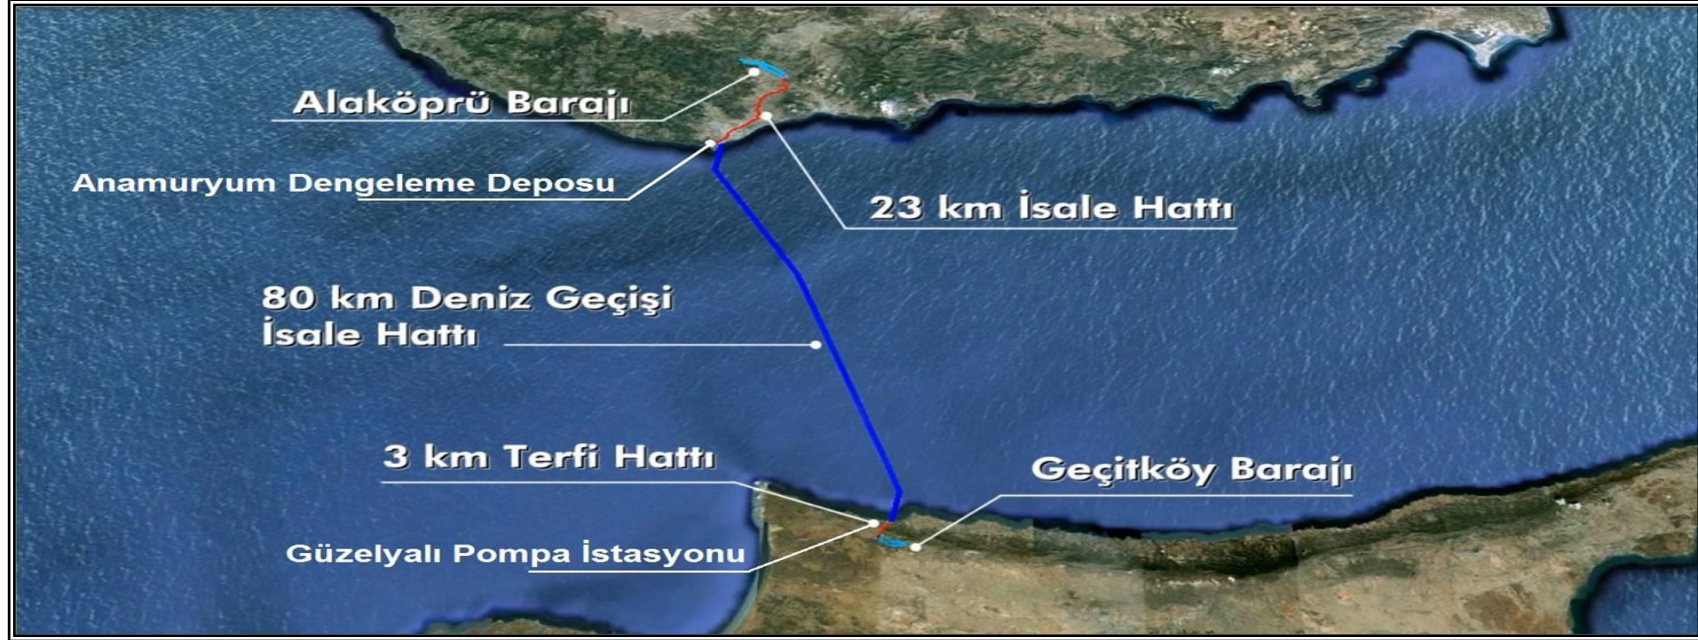 Alaköprü Barajı
Anamuryum Dengeleme Deposu
23 km İsale Hattı
80 km Deniz Geçişi
İsale Hattı
3 km Terfi Hattı
Geçitköy Barajı
Güzelyalı Pompa İstasyonu